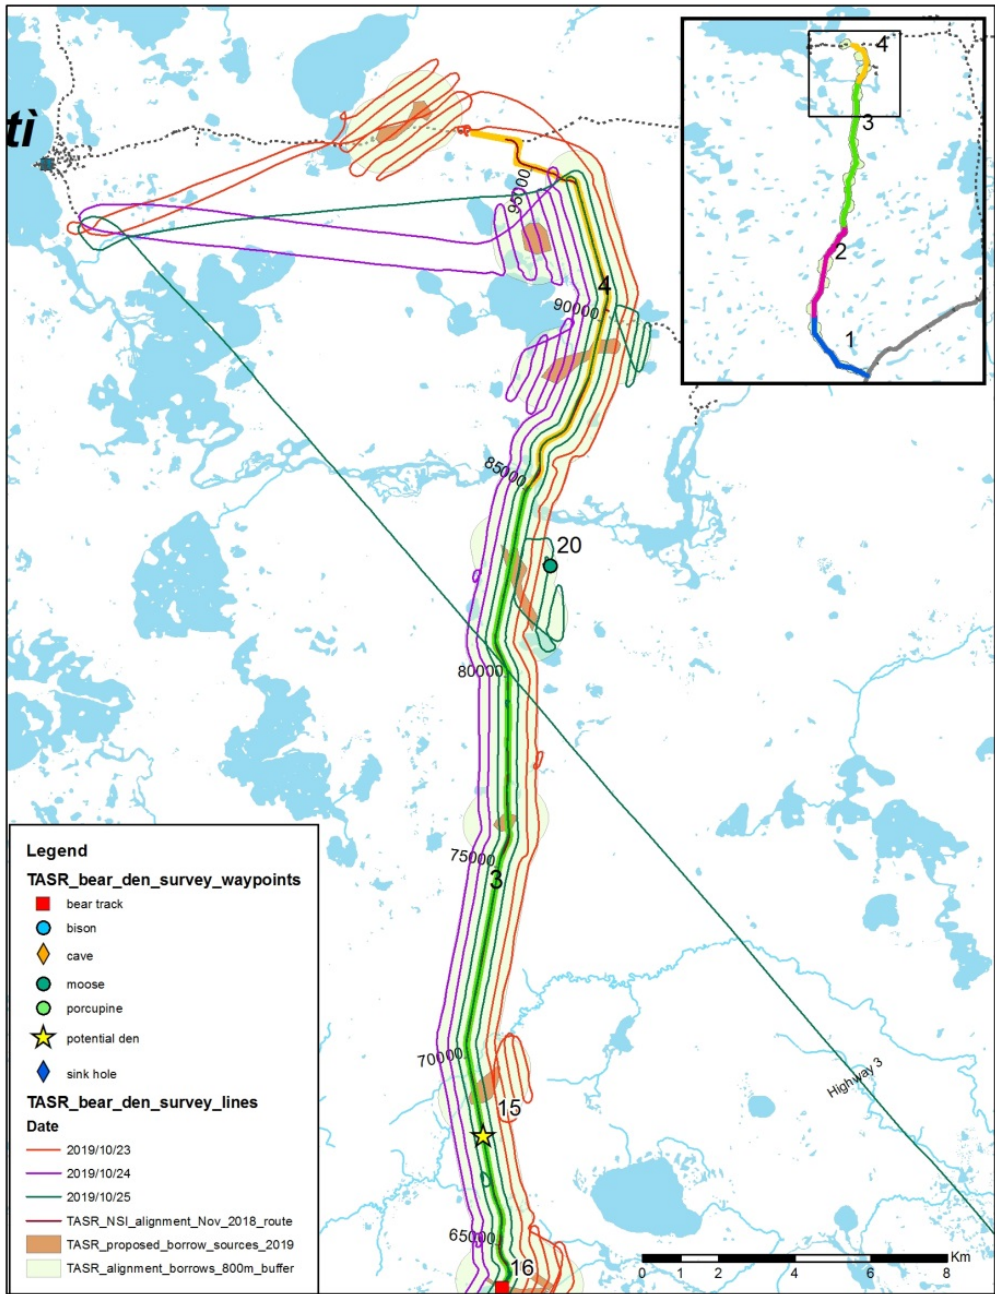 tì
4
3
2
1
95000
4
90000
85000
20
80000
75000
3
70000
15
Highway 3
65000
16
Legend
TASR_bear_den_survey_waypoints
bear track
bison
cave
moose
porcupine
potential den
sink hole
TASR_bear_den_survey_lines
Date
2019/10/23
2019/10/24
2019/10/25
TASR_NSI_alignment_Nov_2018_route
TASR_proposed_borrow_sources_2019
TASR_alignment_borrows_800m_buffer
Km
0 1 2 4 6 8